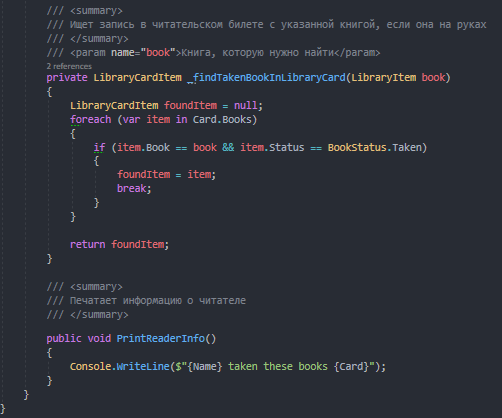 /// <summary>
/// Ищет запись в читательском билете с указанной книгой, если она на руках
/// </summary>
/// <param name="book">Книга, которую нужно найти</param>
2 references
private LibraryCardItem _findTakenBookInLibraryCard(LibraryItem book)
{
LibraryCardItem foundItem = null;
foreach (var item in Card.Books)
{
if (item.Book == book && item.Status == BookStatus.Taken)
{
foundItem = item;
break;
}
}
return foundItem;
}
/// <summary>
/// Печатает информацию о читателе
/// </summary>
public void PrintReaderInfo()
{
Console.WriteLine($"{Name} taken these books {Card}");
}
}
}